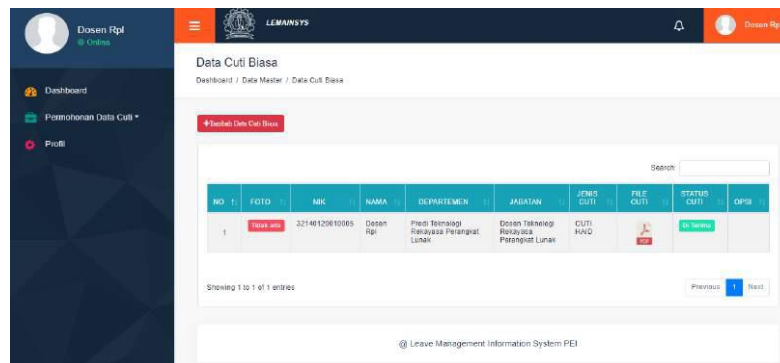 Dosen Rpl
Online
LEMAINSYS
Dosen Rp
Data Cuti Biasa
Dashboard / Data Master / Data Cuti Biasa
Dashboard
Permohonan Data Cuti
Profil
+Tambah Data Cuti Biasa
Search:
NO FOTO NIK NAMA DEPARTEMEN JABATAN JENIS CUTI FILE CUTI STATUS CUTI OPSI
1 Tidak ada 32140120610005 Dosen Rpl Prodi Teknologi Rekayasa Perangkat Lunak Dosen Teknologi Rekayasa Perangkat Lunak CUTI HAID PDF Di Terima
Showing 1 to 1 of 1 entries
Previous 1 Next
@ Leave Management Information System PEI